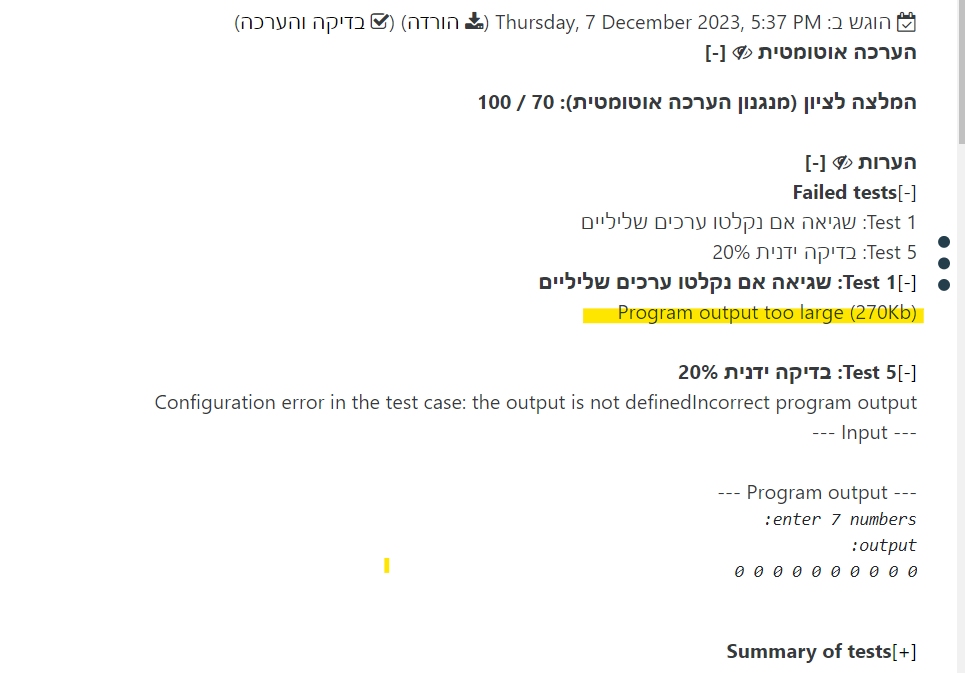 הוגש ב: Thursday, 7 December 2023, 5:37 PM (הורדה) (בדיקה והערכה)
הערכה אוטומטית [-]
המלצה לציון (מנגנון הערכה אוטומטית): 70 / 100
הערות [-]
[-]Failed tests
Test 1: שגיאה אם נקלטו ערכים שליליים
Test 5: בדיקה ידנית 20%
[-]Test 1: שגיאה אם נקלטו ערכים שליליים
Program output too large (270Kb)
[-]Test 5: בדיקה ידנית 20%
Configuration error in the test case: the output is not definedIncorrect program output
--- Input ---
--- Program output ---
:enter 7 numbers
:output
0 0 0 0 0 0 0 0 0 0
Summary of tests[+]